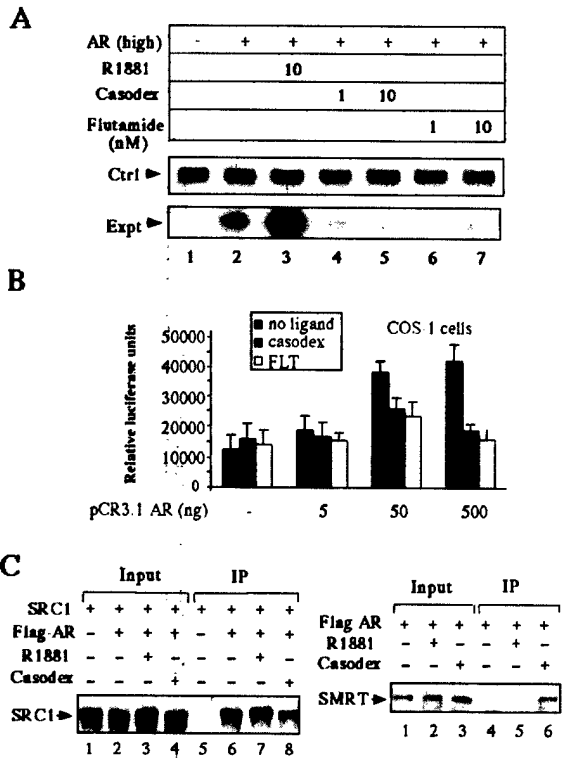 A
AR (high) - + + + + + +
R1881 10
Casodex 1 10
Flutamide 1 10
(nM)
Ctrl
Expt
1 2 3 4 5 6 7
B
Relative luciferase units
50000
40000
30000
20000
10000
0
no ligand
casodex
FLT
COS 1 cells
pCR3.1 AR (ng) - 5 50 500
C
Input IP
SRC1 + + + + + + + +
Flag-AR - + + + - + + +
R1881 - - + - - - + -
Casodex - - - + - - - +
SRC1
1 2 3 4 5 6 7 8
Input IP
Flag AR + + + + + +
R1881 - + - - + -
Casodex - - + - - +
SMRT
1 2 3 4 5 6